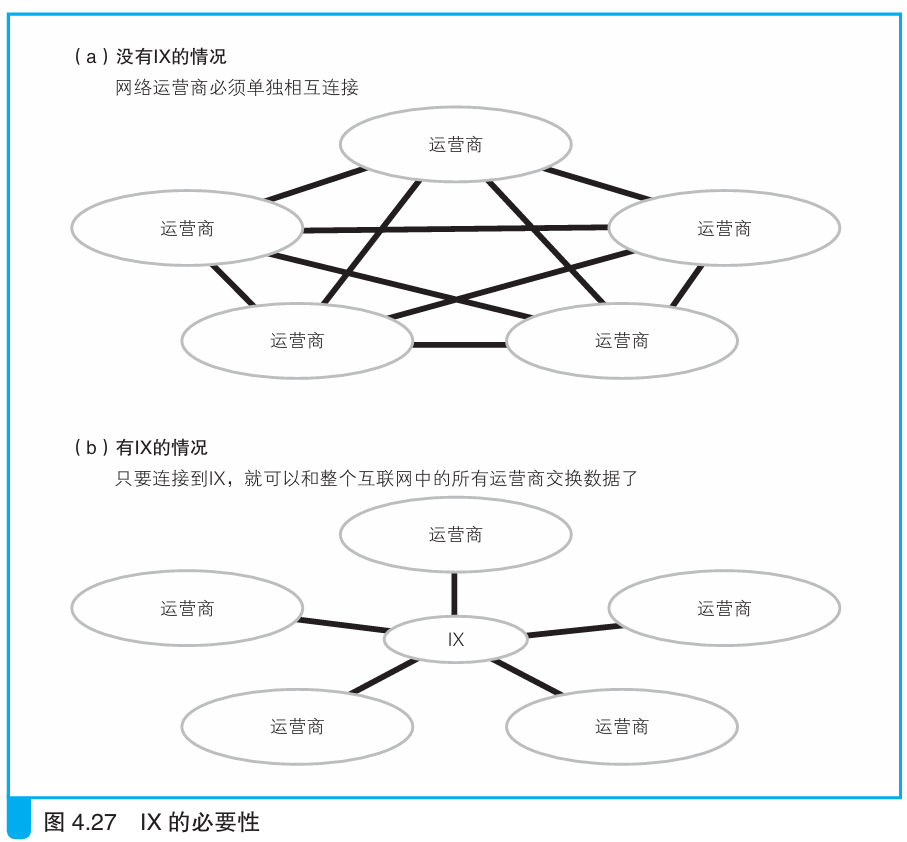 （a）没有IX的情况
网络运营商必须单独相互连接
运营商
运营商
运营商
运营商
运营商
（b）有IX的情况
只要连接到IX，就可以和整个互联网中的所有运营商交换数据了
运营商
运营商
运营商
IX
运营商
运营商
图 4.27 IX 的必要性